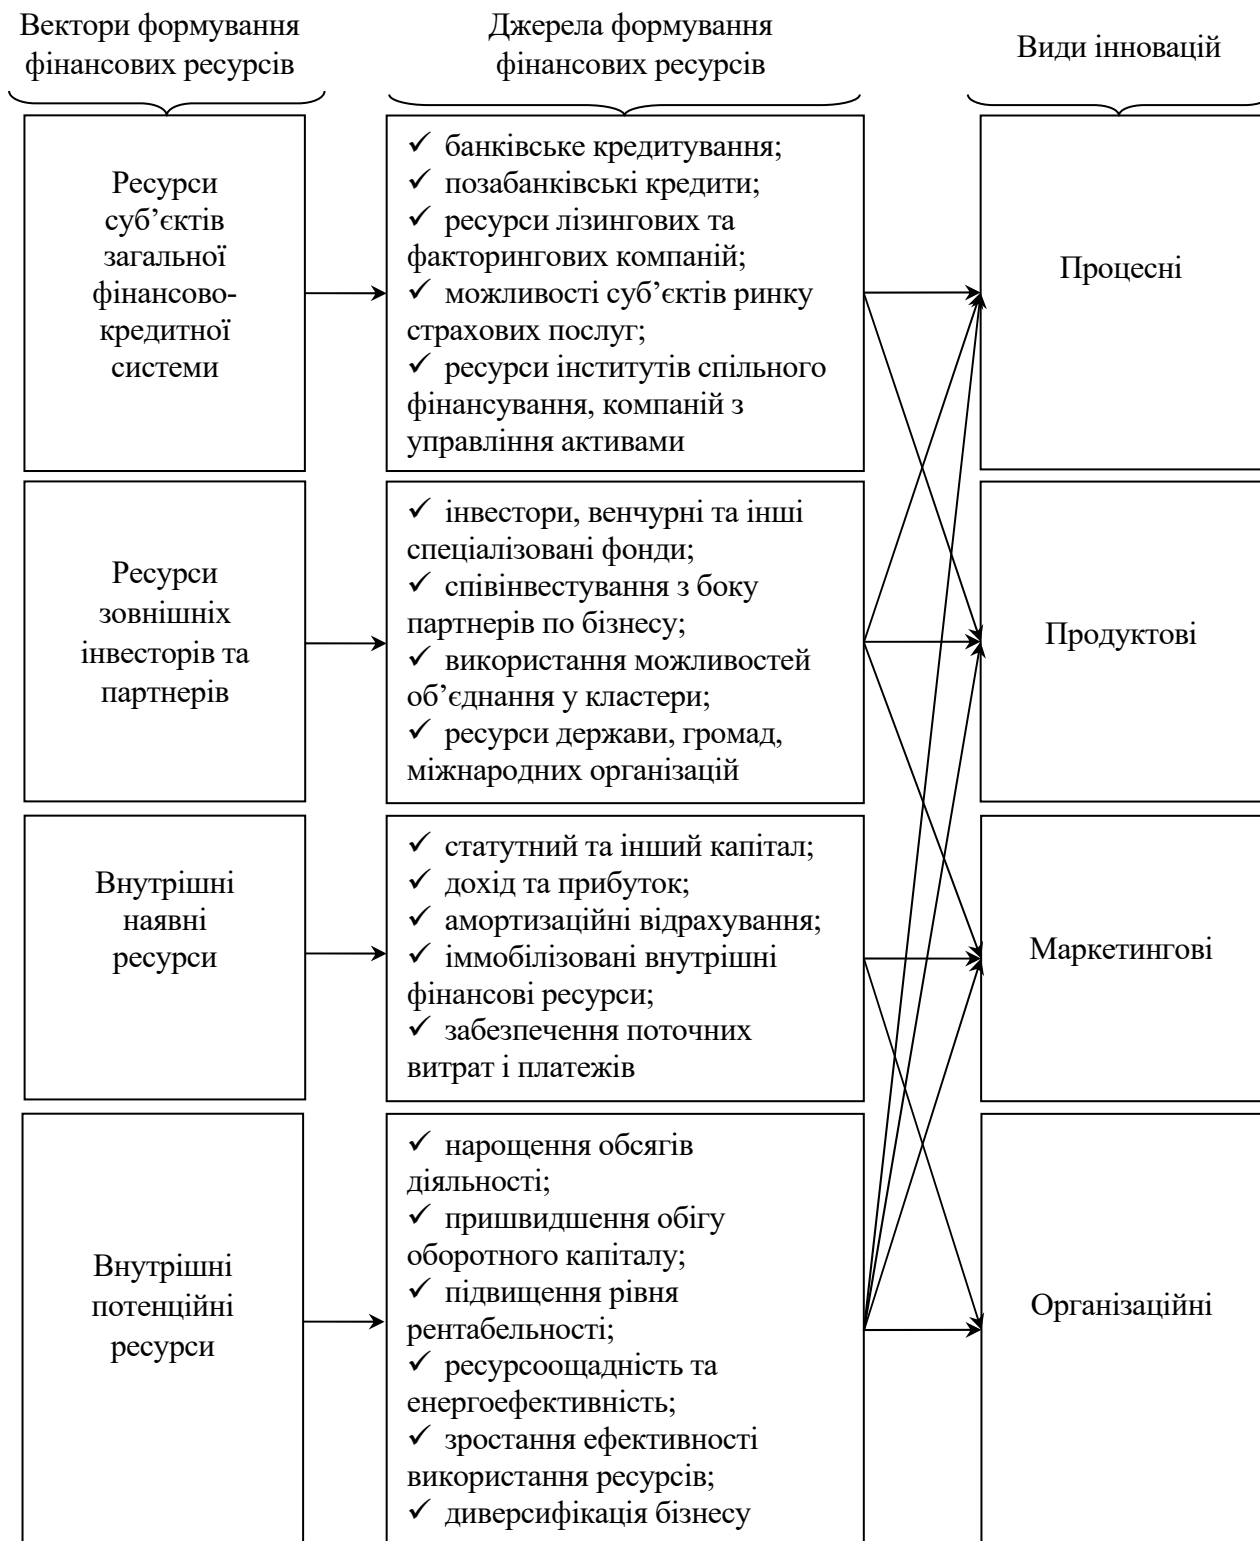 Вектори формування
фінансових ресурсів
Джерела формування
фінансових ресурсів
Види інновацій
Ресурси
суб’єктів
загальної
фінансово-
кредитної
системи
✓ банківське кредитування;
✓ позабанківські кредити;
✓ ресурси лізингових та
факторингових компаній;
✓ можливості суб’єктів ринку
страхових послуг;
✓ ресурси інститутів спільного
фінансування, компаній з
управління активами
Процесні
Ресурси
зовнішніх
інвесторів та
партнерів
✓ інвестори, венчурні та інші
спеціалізовані фонди;
✓ співінвестування з боку
партнерів по бізнесу;
✓ використання можливостей
об’єднання у кластери;
✓ ресурси держави, громад,
міжнародних організацій
Продуктові
Внутрішні
наявні
ресурси
✓ статутний та інший капітал;
✓ дохід та прибуток;
✓ амортизаційні відрахування;
✓ іммобілізовані внутрішні
фінансові ресурси;
✓ забезпечення поточних
витрат і платежів
Маркетингові
Внутрішні
потенційні
ресурси
✓ нарощення обсягів
діяльності;
✓ пришвидшення обігу
оборотного капіталу;
✓ підвищення рівня
рентабельності;
✓ ресурсоощадність та
енергоефективність;
✓ зростання ефективності
використання ресурсів;
✓ диверсифікація бізнесу
Організаційні